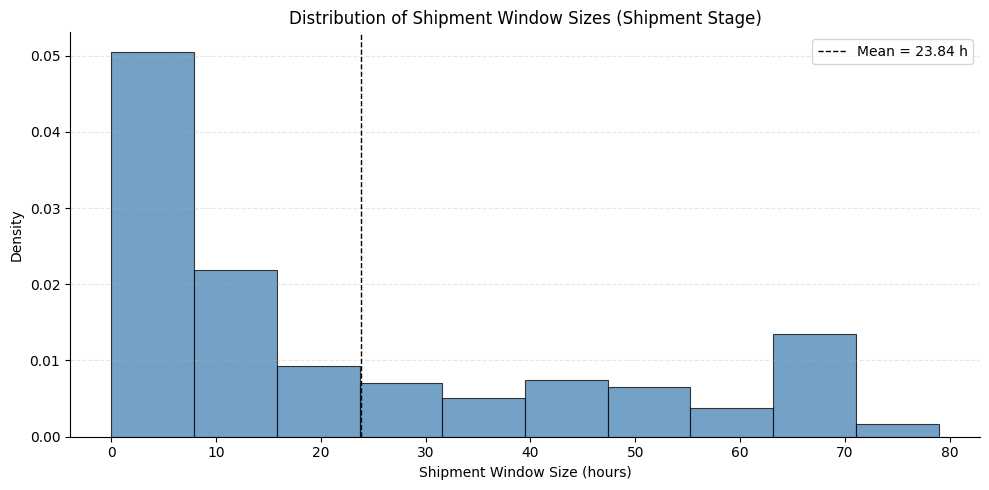 Distribution of Shipment Window Sizes (Shipment Stage)
Mean = 23.84 h
Density
0.05
0.04
0.03
0.02
0.01
0.00
0 10 20 30 40 50 60 70 80
Shipment Window Size (hours)